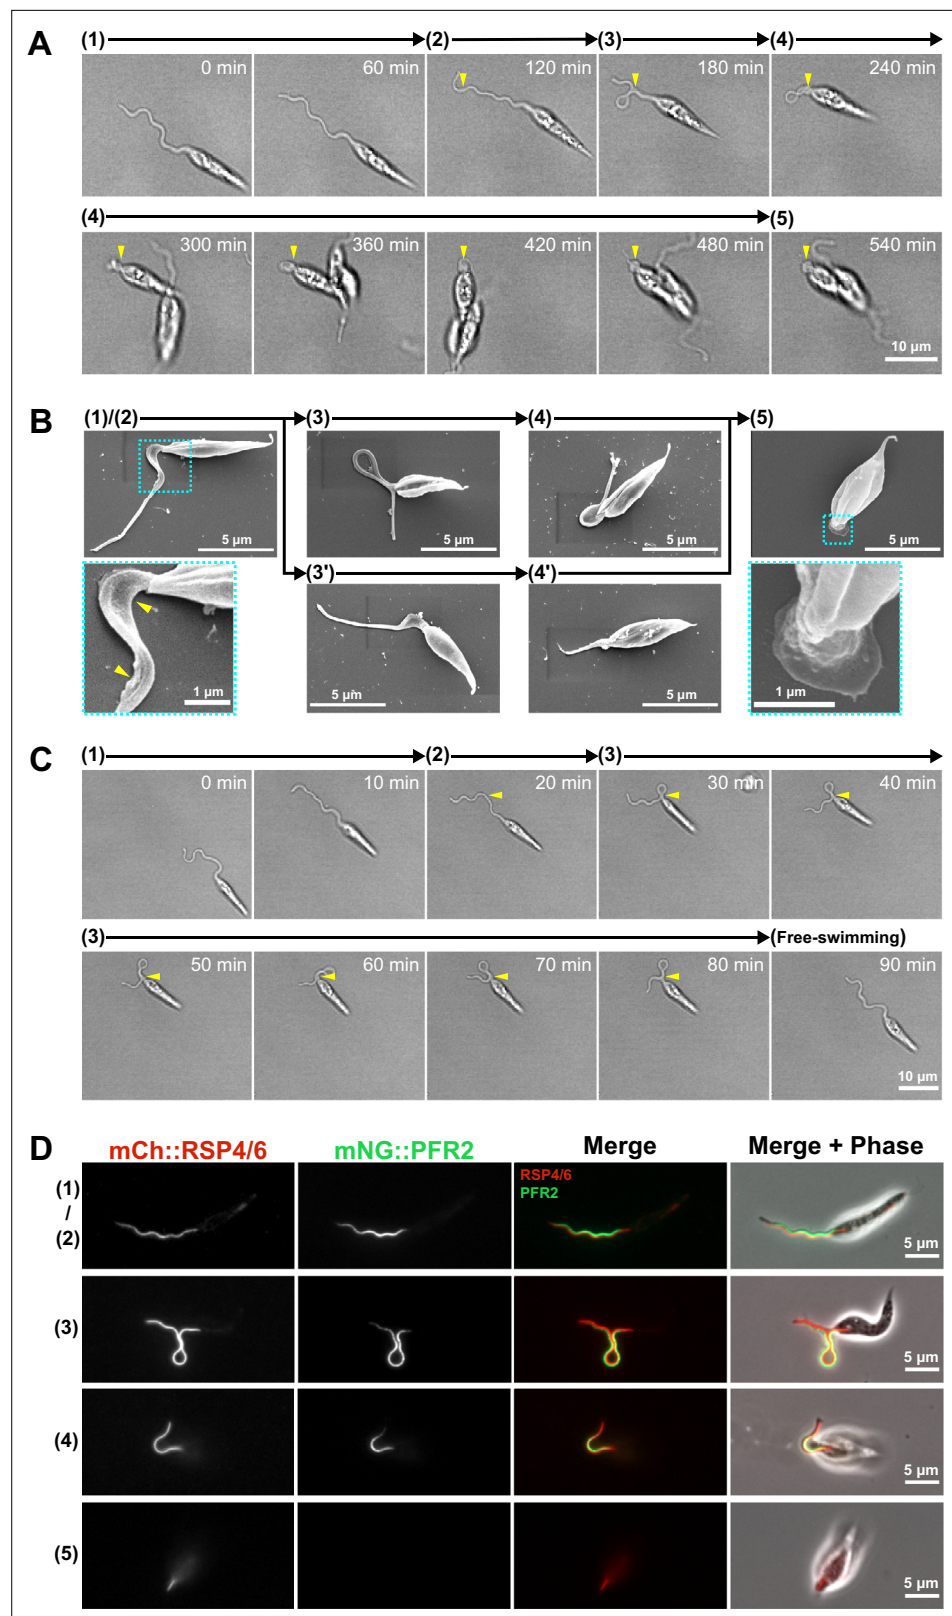 A
(1) (2) (3) (4)
0 min 60 min 120 min 180 min 240 min
(4) (5)
300 min 360 min 420 min 480 min 540 min
10 µm
B
(1)/(2) (3) (4) (5)
5 µm 5 µm 5 µm 5 µm
(3') (4')
1 µm 5 µm 5 µm 1 µm
C
(1) (2) (3)
0 min 10 min 20 min 30 min 40 min
(3) (Free-swimming)
50 min 60 min 70 min 80 min 90 min
10 µm
D
mCh::RSP4/6 mNG::PFR2 Merge Merge + Phase
(1)
/
(2)
RSP4/6
PFR2
5 µm
(3)
5 µm
(4)
5 µm
(5)
5 µm